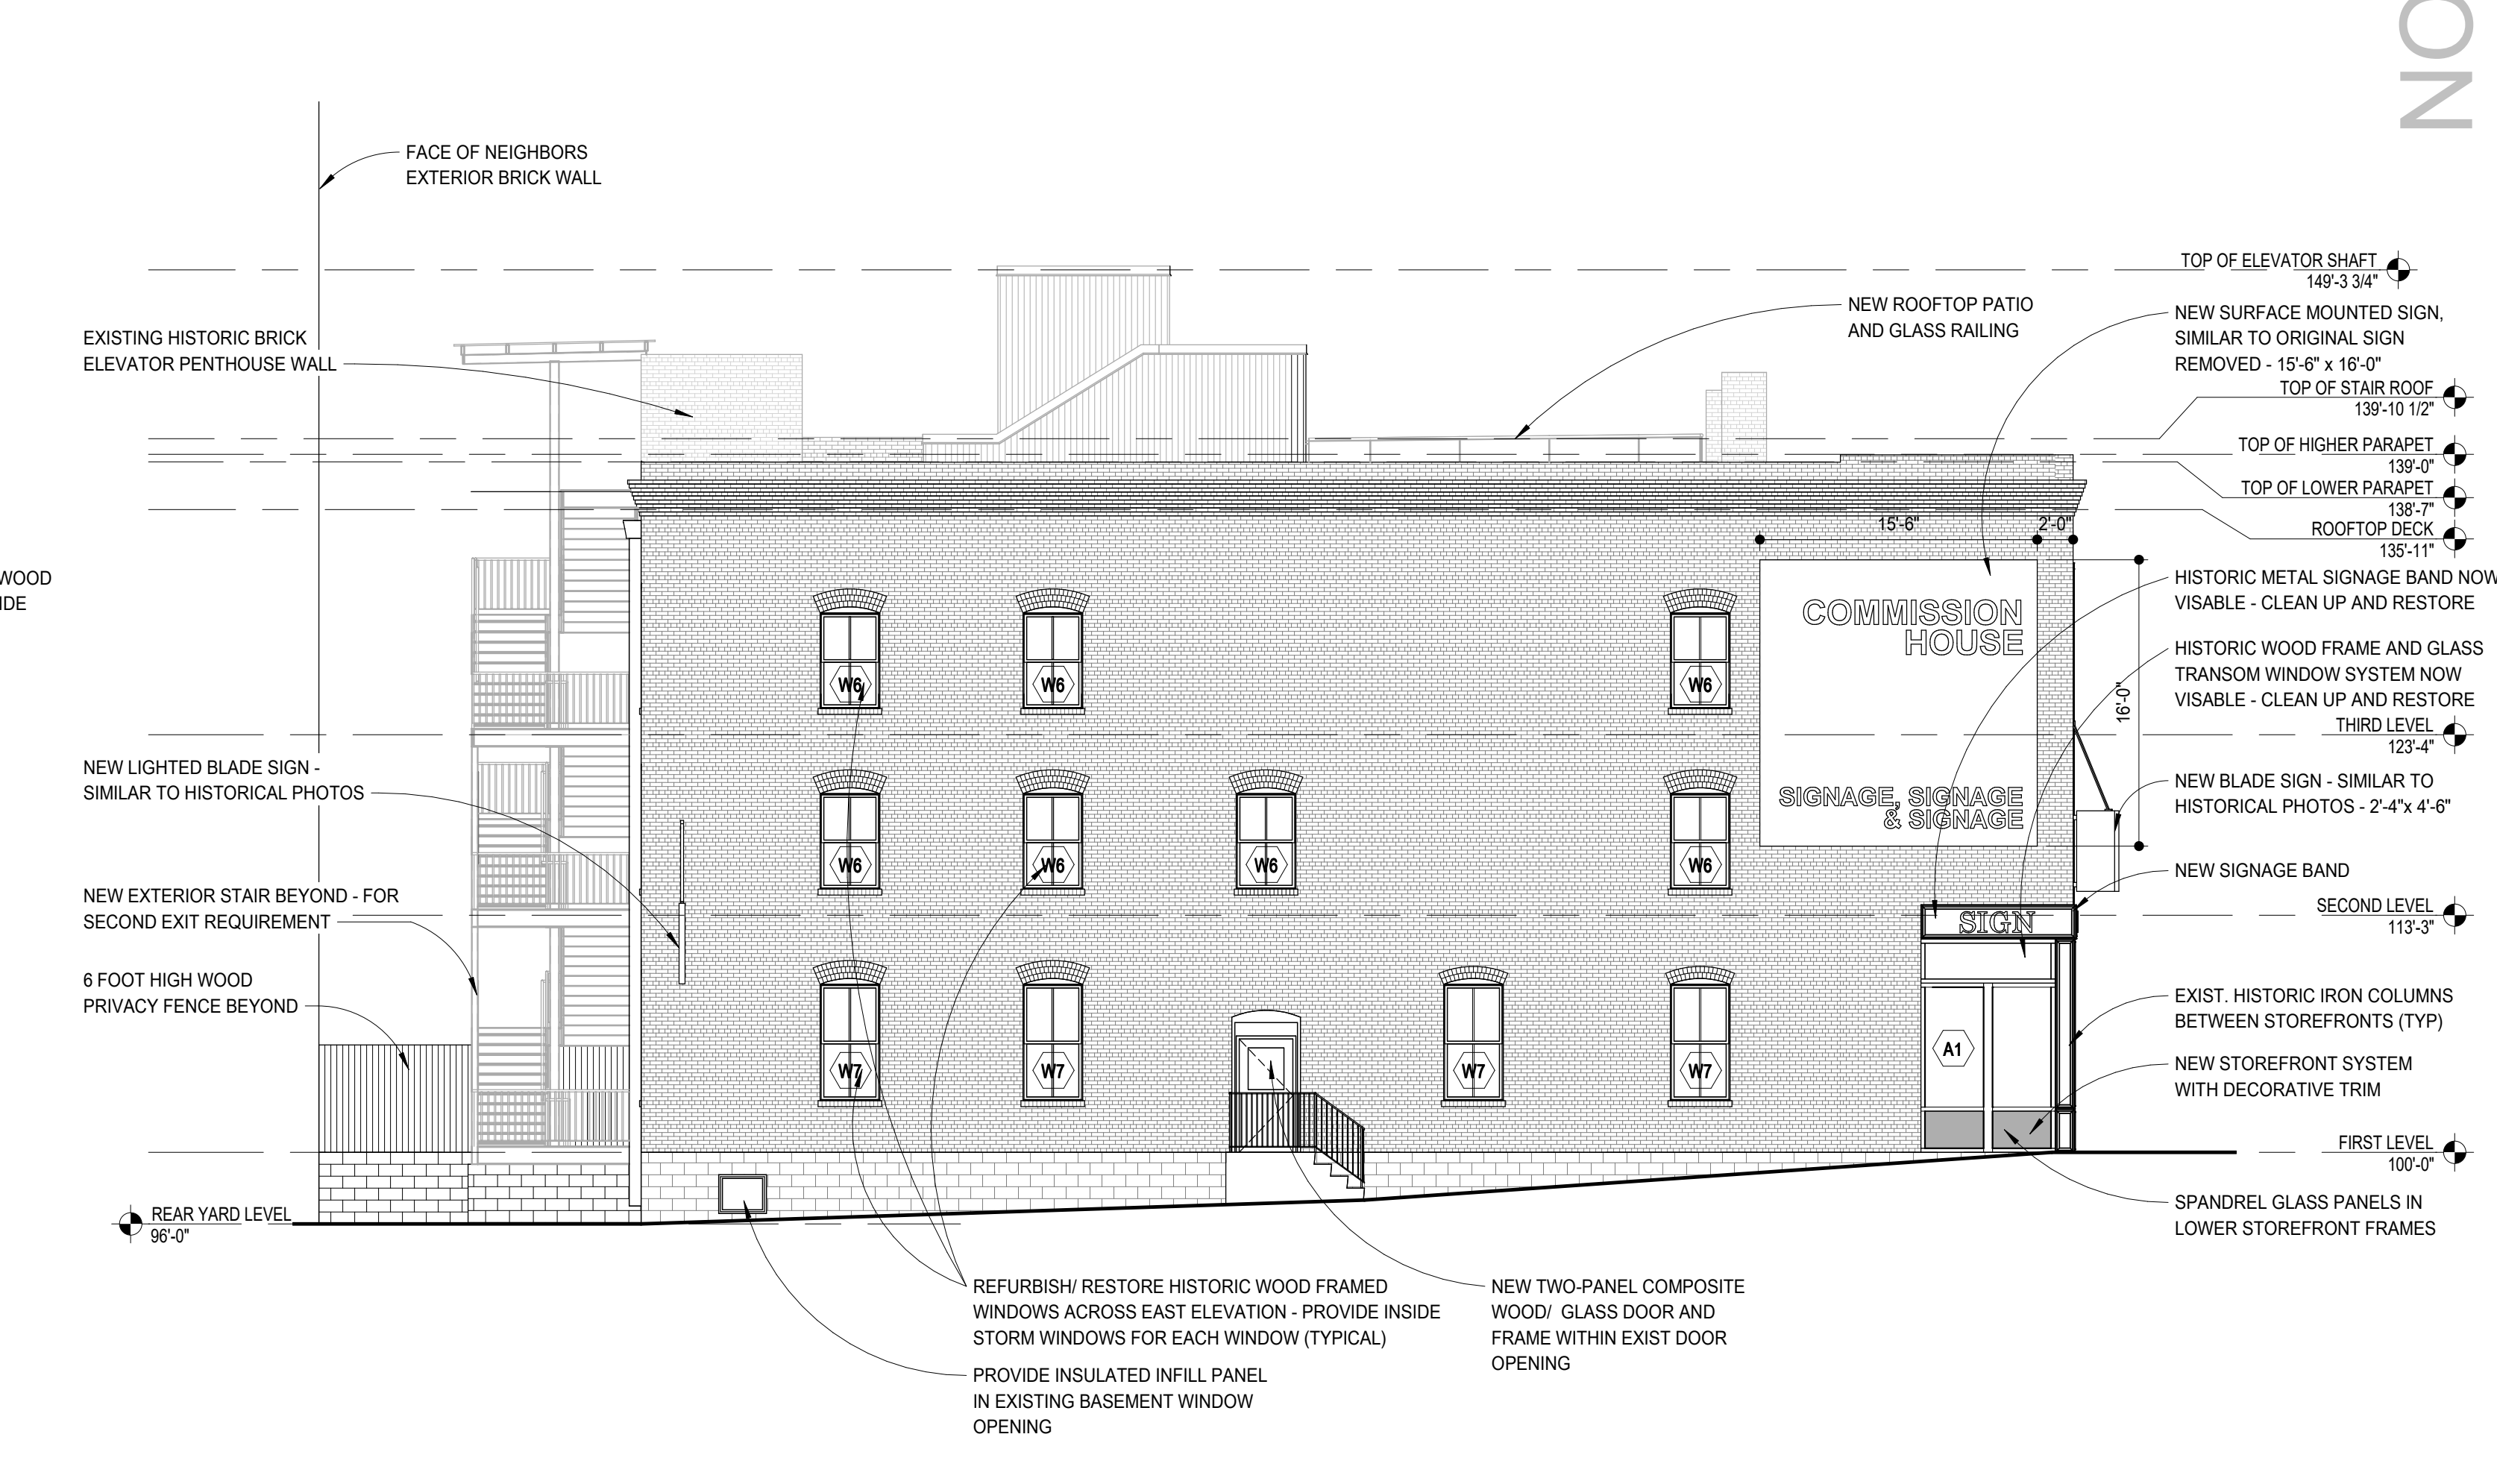 NO
FACE OF NEIGHBORS
EXTERIOR BRICK WALL
TOP OF ELEVATOR SHAFT
149'-3 3/4"
NEW ROOFTOP PATIO
AND GLASS RAILING
NEW SURFACE MOUNTED SIGN,
SIMILAR TO ORIGINAL SIGN
REMOVED - 15'-6" x 16'-0"
EXISTING HISTORIC BRICK
ELEVATOR PENTHOUSE WALL
TOP OF STAIR ROOF
139'-10 1/2"
TOP OF HIGHER PARAPET
139'-0"
TOP OF LOWER PARAPET
138'-7"
ROOFTOP DECK
135'-11"
15'-6"
2'-0"
WOOD
IDE
HISTORIC METAL SIGNAGE BAND NOW
VISABLE - CLEAN UP AND RESTORE
COMMISSION
HOUSE
HISTORIC WOOD FRAME AND GLASS
TRANSOM WINDOW SYSTEM NOW
VISABLE - CLEAN UP AND RESTORE
W6
W6
W6
16'-0"
THIRD LEVEL
123'-4"
NEW LIGHTED BLADE SIGN -
SIMILAR TO HISTORICAL PHOTOS
NEW BLADE SIGN - SIMILAR TO
HISTORICAL PHOTOS - 2'-4"x 4'-6"
SIGNAGE, SIGNAGE
& SIGNAGE
W6
W6
W6
W6
NEW SIGNAGE BAND
NEW EXTERIOR STAIR BEYOND - FOR
SECOND EXIT REQUIREMENT
SECOND LEVEL
113'-3"
SIGN
6 FOOT HIGH WOOD
PRIVACY FENCE BEYOND
EXIST. HISTORIC IRON COLUMNS
BETWEEN STOREFRONTS (TYP)
A1
W7
W7
W7
W7
NEW STOREFRONT SYSTEM
WITH DECORATIVE TRIM
FIRST LEVEL
100'-0"
SPANDREL GLASS PANELS IN
LOWER STOREFRONT FRAMES
REAR YARD LEVEL
96'-0"
REFURBISH/ RESTORE HISTORIC WOOD FRAMED
WINDOWS ACROSS EAST ELEVATION - PROVIDE INSIDE
STORM WINDOWS FOR EACH WINDOW (TYPICAL)
NEW TWO-PANEL COMPOSITE
WOOD/ GLASS DOOR AND
FRAME WITHIN EXIST DOOR
OPENING
PROVIDE INSULATED INFILL PANEL
IN EXISTING BASEMENT WINDOW
OPENING